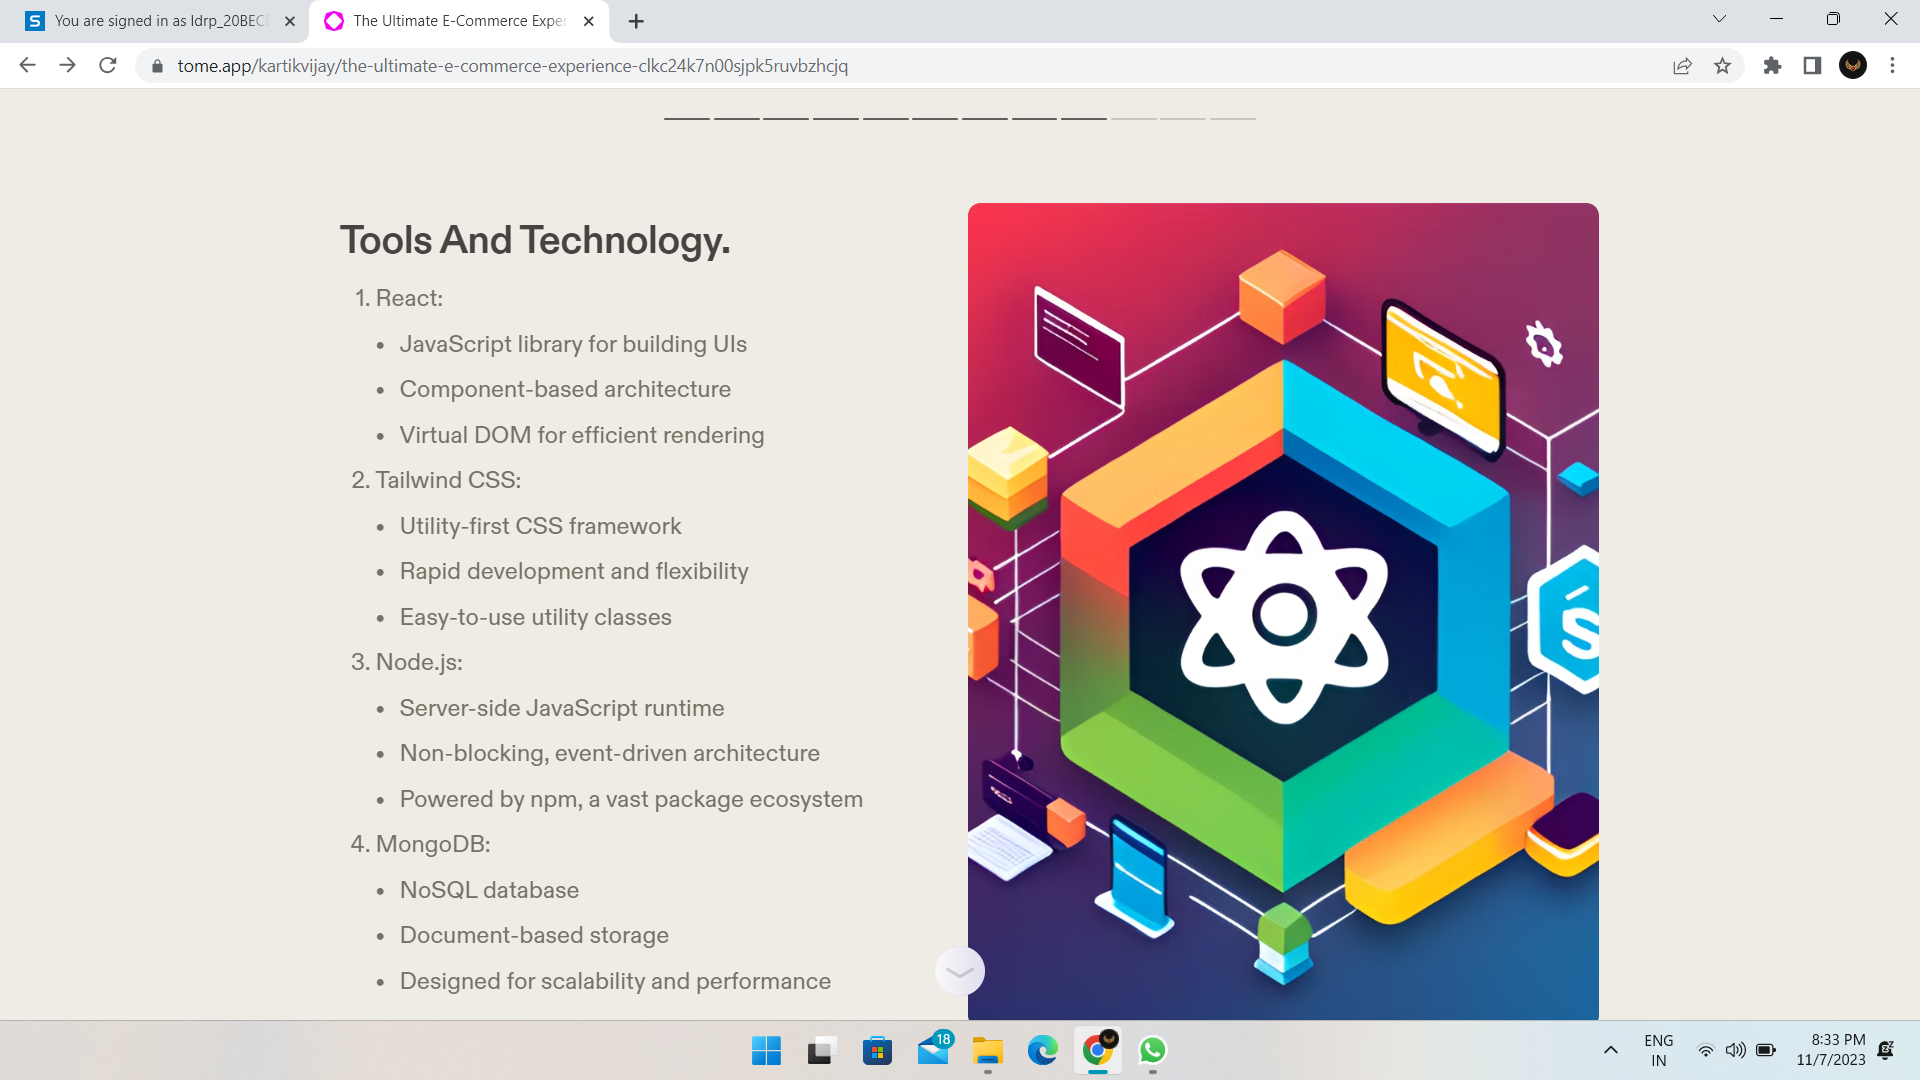 S You are signed in as ldrp_20BECE
The Ultimate E-Commerce Exper
tome.app/kartikvijay/the-ultimate-e-commerce-experience-clkc24k7n00sjpk5ruvbzhcjq
Tools And Technology.
1. React:
• JavaScript library for building UIs
• Component-based architecture
• Virtual DOM for efficient rendering
2. Tailwind CSS:
• Utility-first CSS framework
• Rapid development and flexibility
• Easy-to-use utility classes
3. Node.js:
• Server-side JavaScript runtime
• Non-blocking, event-driven architecture
• Powered by npm, a vast package ecosystem
4. MongoDB:
• NoSQL database
• Document-based storage
• Designed for scalability and performance
S
18
ENG
IN
8:33 PM
11/7/2023